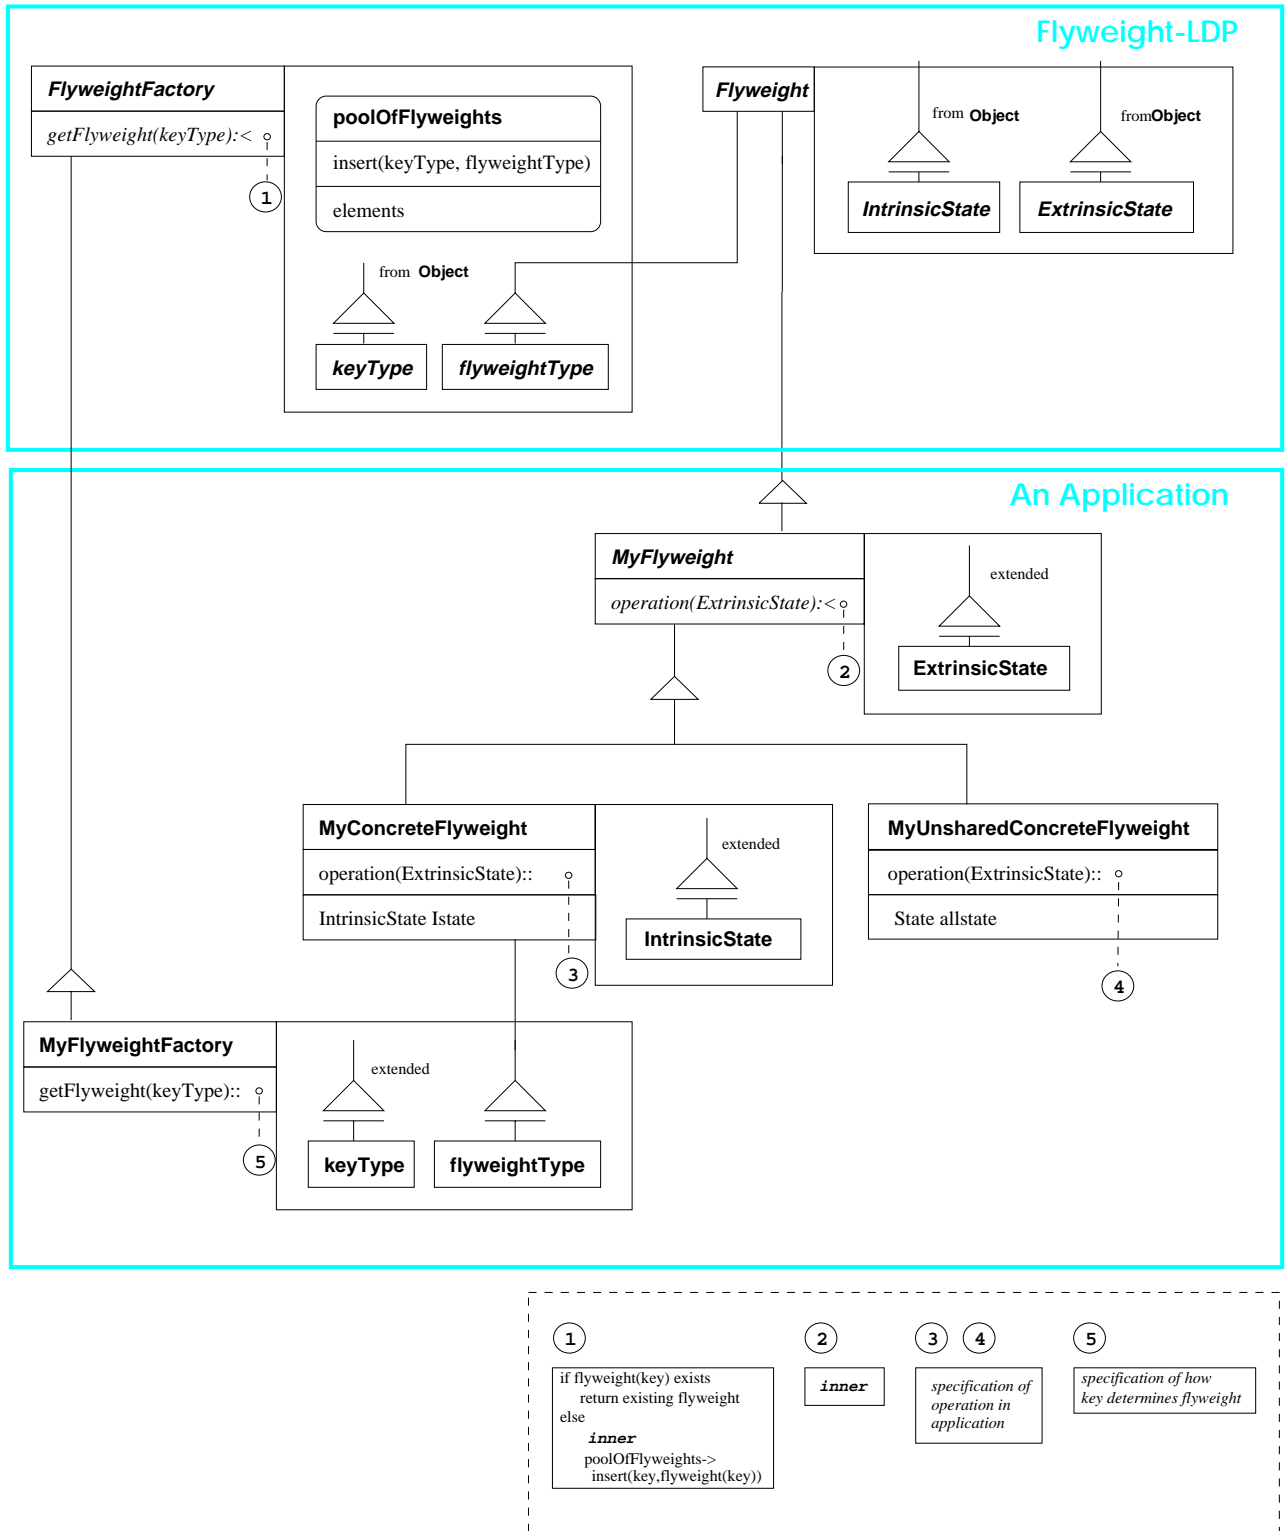 Flyweight-LDP
FlyweightFactory
getFlyweight(keyType):<
1
poolOfFlyweights
insert(keyType, flyweightType)
elements
from Object
keyType
flyweightType
Flyweight
from Object
fromObject
IntrinsicState
ExtrinsicState
An Application
MyFlyweight
operation(ExtrinsicState):<
2
extended
ExtrinsicState
MyConcreteFlyweight
operation(ExtrinsicState)::
IntrinsicState Istate
3
extended
IntrinsicState
MyUnsharedConcreteFlyweight
operation(ExtrinsicState)::
State allstate
4
MyFlyweightFactory
getFlyweight(keyType)::
5
extended
keyType
flyweightType
1
if flyweight(key) exists
return existing flyweight
else
inner
poolOfFlyweights->
insert(key,flyweight(key))
2
inner
3 4
specification of
operation in
application
5
specification of how
key determines flyweight